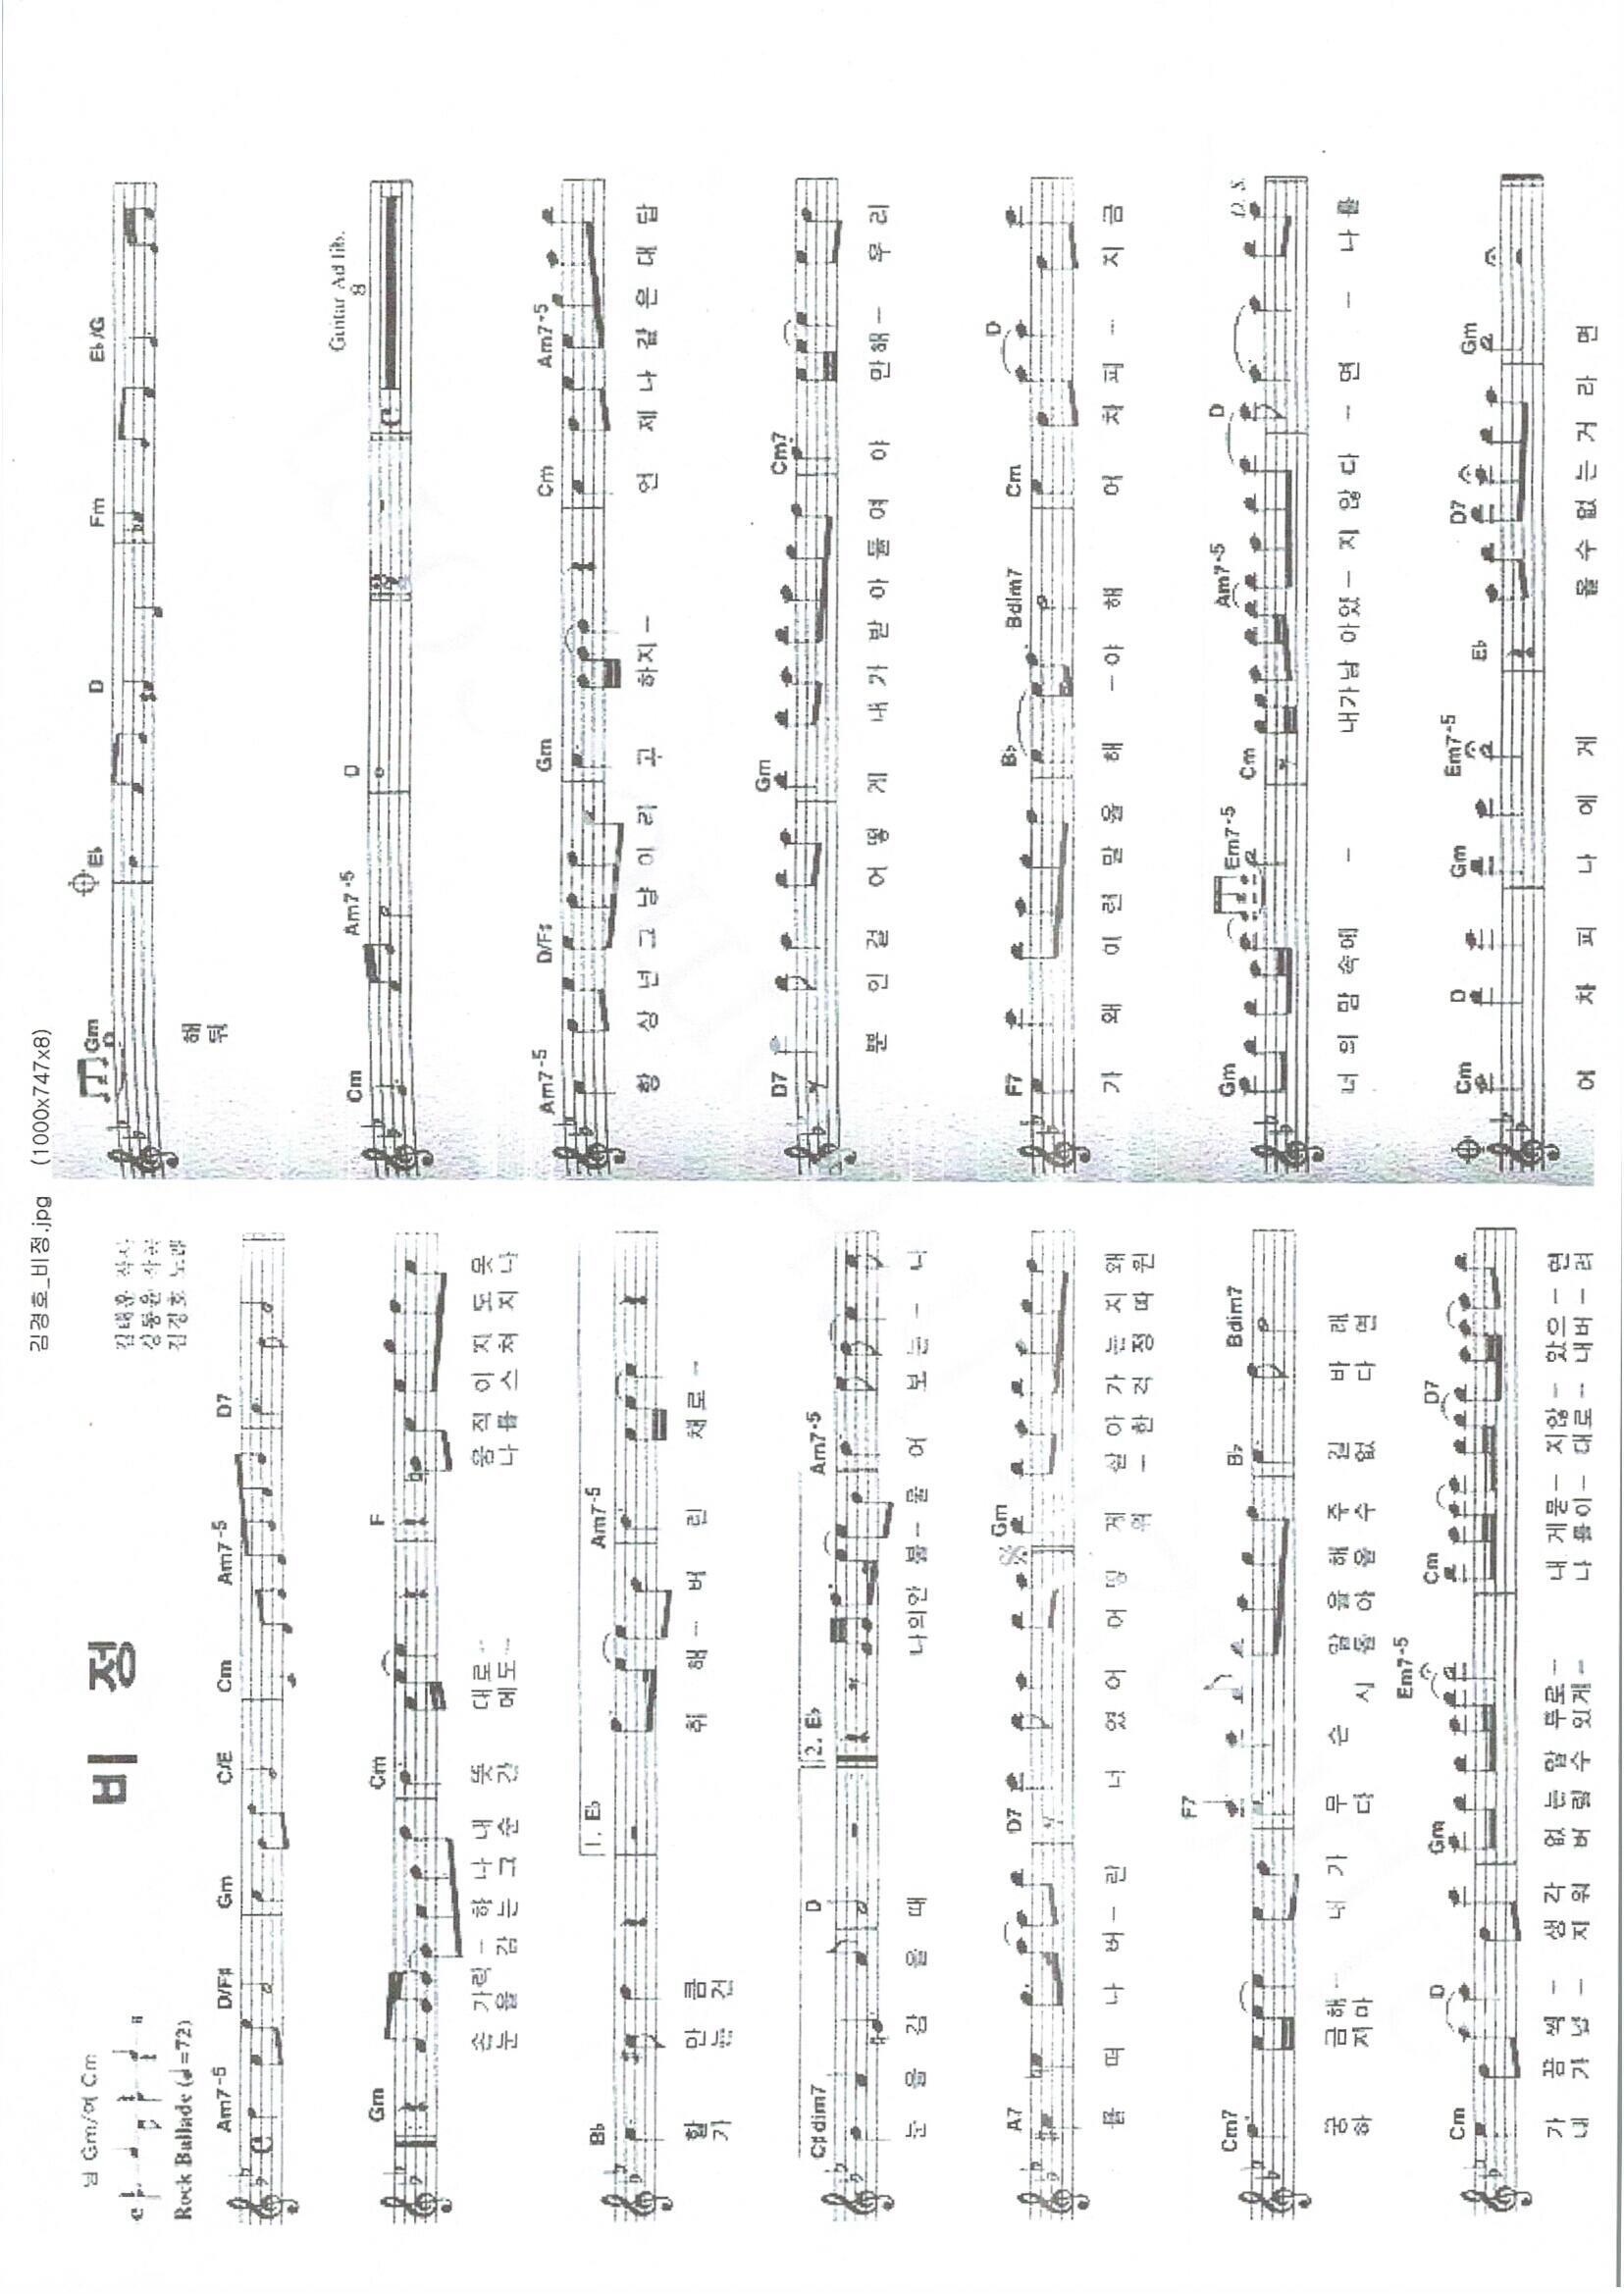 김경호_비정.jpg (1000x747x8)
남 Gm/여 Cm
비 정
김태훈 작사
김경호 노래
Rock Ballade (♩=72)
Am7-5 D/F♯ Gm C/E Cm Am7-5 D7
Gm Cm F
손 가락 - 하 나 내 뜻 대로 - 움 직 이 지 도 못
눈 을 감 는 그 순 간 에도 - 나 를 스 쳐 지 나
B♭ 1. E♭ Am7-5
할 만 큼 취 해 - 버 린 채로 -
가 는 건
C♯dim7 D 2. E♭ Am7-5
눈 을 감 을 때 나의안 물 어 보 는 - 너
A7 D7 Gm
를 떠 나 버 - 린 너 였 어 어 떻 게 살 아 가 는 지 왜
한 걱 정 따 윈
Cm7 F7 B♭ Bdim7
궁 금해 - 내 가 무 슨 말 을 해 주 길 바 래
하 지마 다 시 돌 아 올 수 없 다 면
Cm D Gm Em7-5 Cm D7
가 끔 씩 - 생 각 없 는 말 투로 - 내 게묻 - 지않 - 았으 - 면
내 가 널 - 지 워 버 릴 수 있게 - 나 를이 - 대로 - 내버 - 려
Gm E♭ D Fm E♭/G
해
둬
Cm Am7-5 D Guitar Ad lib.
8
Am7-5 D/F♯ Gm Cm Am7-5
항 상 넌 그 냥 이 라 고 하지 - 언 제 나 같 은 대 답
D7 Gm Cm7
뿐 인 걸 어 떻 게 내 가 받 아 들 여 야 만해 - 우 리
F7 B♭ Bdim7 Cm D
가 왜 이 런 말 을 해 - 야 해 어 차 피 - 지 금
Gm Em7-5 Cm Am7-5 D D. S.
너 의 맘 속에 - 내가남 아있 - 지 않 다 - 면 - 나 를
Cm D Gm Em7-5 E♭ D7 Gm
어 차 피 나 에 게 올 수 없 는 거 라 면